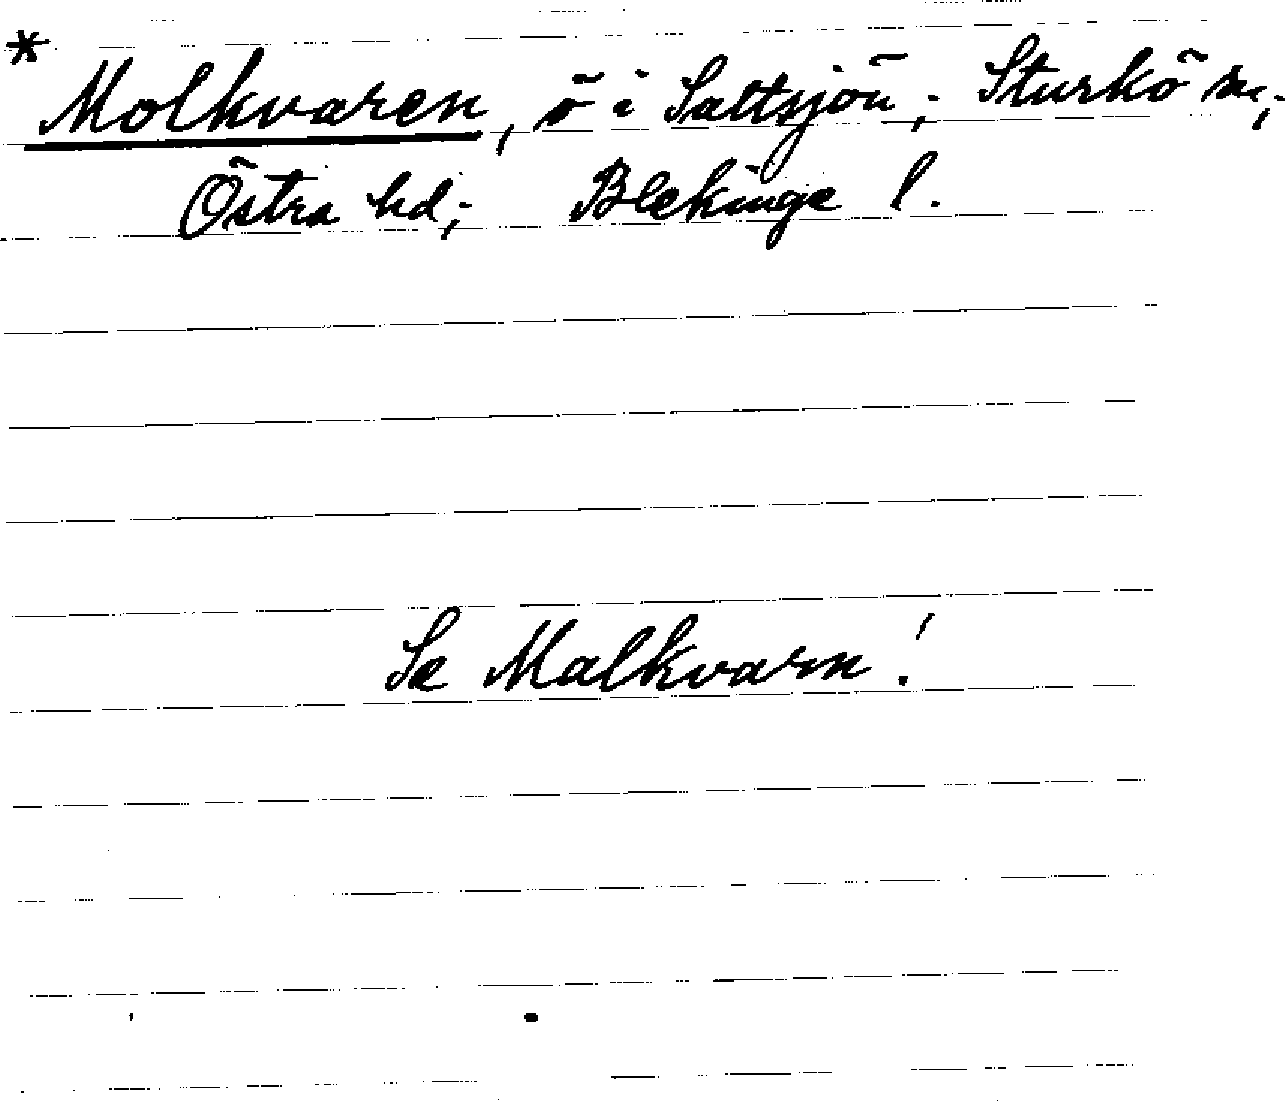 * Molkvaren, ö i Saltsjön; Sturkö sn;
Östra hd; Blekinge l.
Se Malkvarn!